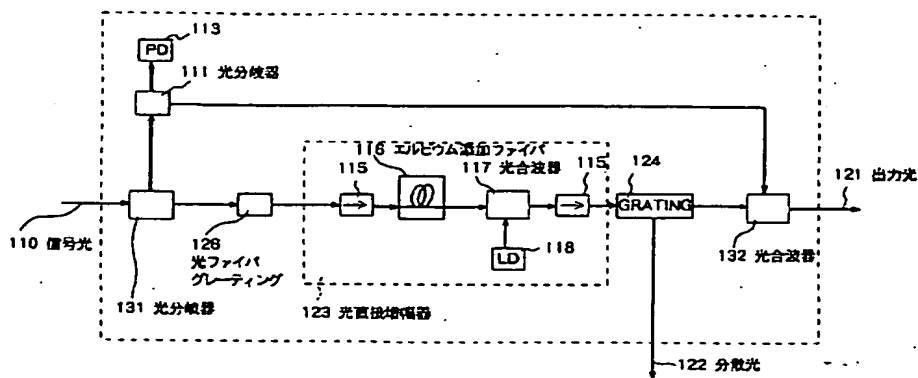 PD
113
111 光分岐器
116 エルビウム添加ファイバ
117 光合波器
115
115
124
GRATING
121 出力光
110 信号光
131 光分岐器
128
光ファイバ
グレーティング
LD
118
132 光合波器
123 光直接増幅器
122 分散光